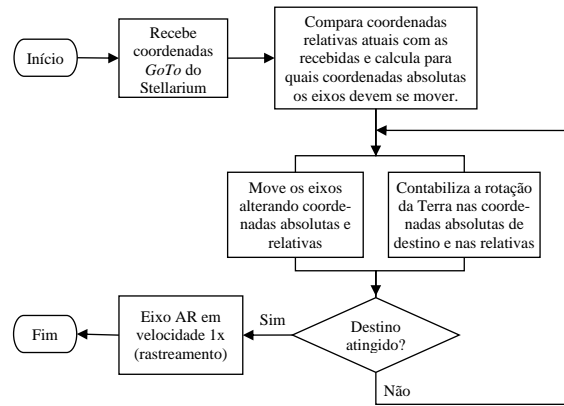 Início
Recebe
coordenadas
GoTo do
Stellarium
Compara coordenadas
relativas atuais com as
recebidas e calcula para
quais coordenadas absolutas
os eixos devem se mover.
Move os eixos
alterando coorde-
nadas absolutas e
relativas
Contabiliza a rotação
da Terra nas coorde-
nadas absolutas de
destino e nas relativas
Destino
atingido?
Sim
Não
Eixo AR em
velocidade 1x
(rastreamento)
Fim